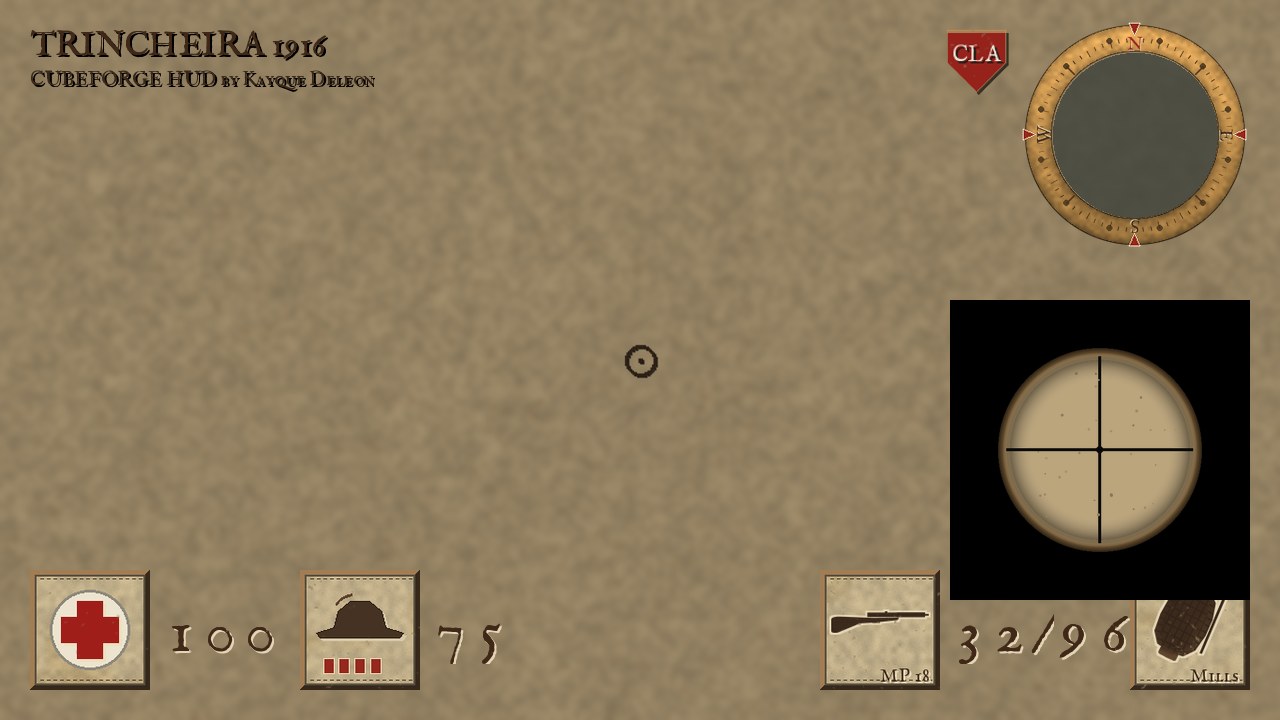 TRINCHEIRA 1916
CUBEFORGE HUD BY KAYQUE DELEON
CLA
N
W
E
S
100
75
MP 18
32/96
MILLS